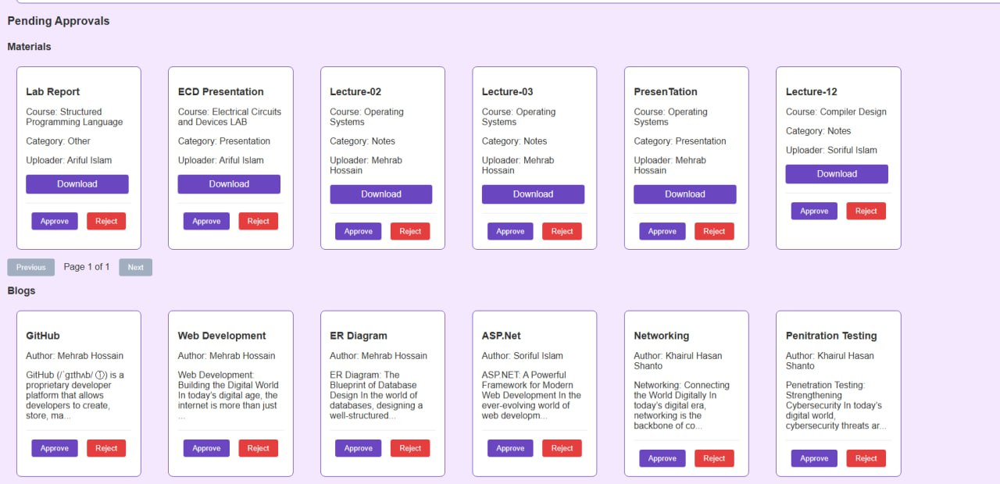 Pending Approvals
Materials
Lab Report
Course: Structured
Programming Language
Category: Other
Uploader: Ariful Islam
Download
Approve
Reject
ECD Presentation
Course: Electrical Circuits
and Devices LAB
Category: Presentation
Uploader: Ariful Islam
Download
Approve
Reject
Lecture-02
Course: Operating
Systems
Category: Notes
Uploader: Mehrab
Hossain
Download
Approve
Reject
Lecture-03
Course: Operating
Systems
Category: Notes
Uploader: Mehrab
Hossain
Download
Approve
Reject
PresenTation
Course: Operating
Systems
Category: Presentation
Uploader: Mehrab
Hossain
Download
Approve
Reject
Lecture-12
Course: Compiler Design
Category: Notes
Uploader: Soriful Islam
Download
Approve
Reject
Previous
Page 1 of 1
Next
Blogs
GitHub
Author: Mehrab Hossain
GitHub (/ˈɡɪthʌb/ ⓘ) is a
proprietary developer
platform that allows
developers to create,
store, ma...
Approve
Reject
Web Development
Author: Mehrab Hossain
Web Development:
Building the Digital World
In today's digital age, the
internet is more than just
...
Approve
Reject
ER Diagram
Author: Mehrab Hossain
ER Diagram: The
Blueprint of Database
Design In the world of
databases, designing a
well-structured...
Approve
Reject
ASP.Net
Author: Soriful Islam
ASP.NET: A Powerful
Framework for Modern
Web Development In the
ever-evolving world of
web developm...
Approve
Reject
Networking
Author: Khairul Hasan
Shanto
Networking: Connecting
the World Digitally In
today's digital era,
networking is the
backbone of co...
Approve
Reject
Penitration Testing
Author: Khairul Hasan
Shanto
Penetration Testing:
Strengthening
Cybersecurity In today's
digital world,
cybersecurity threats ar...
Approve
Reject